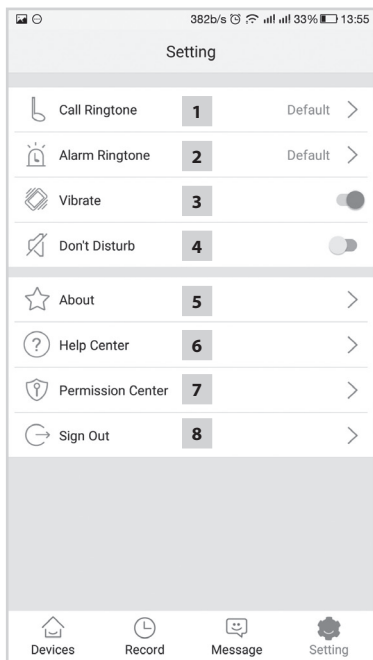 382b/s 33% 13:55
Setting
Call Ringtone 1 Default
Alarm Ringtone 2 Default
Vibrate 3
Don't Disturb 4
About 5
? Help Center 6
Permission Center 7
Sign Out 8
Devices Record Message Setting